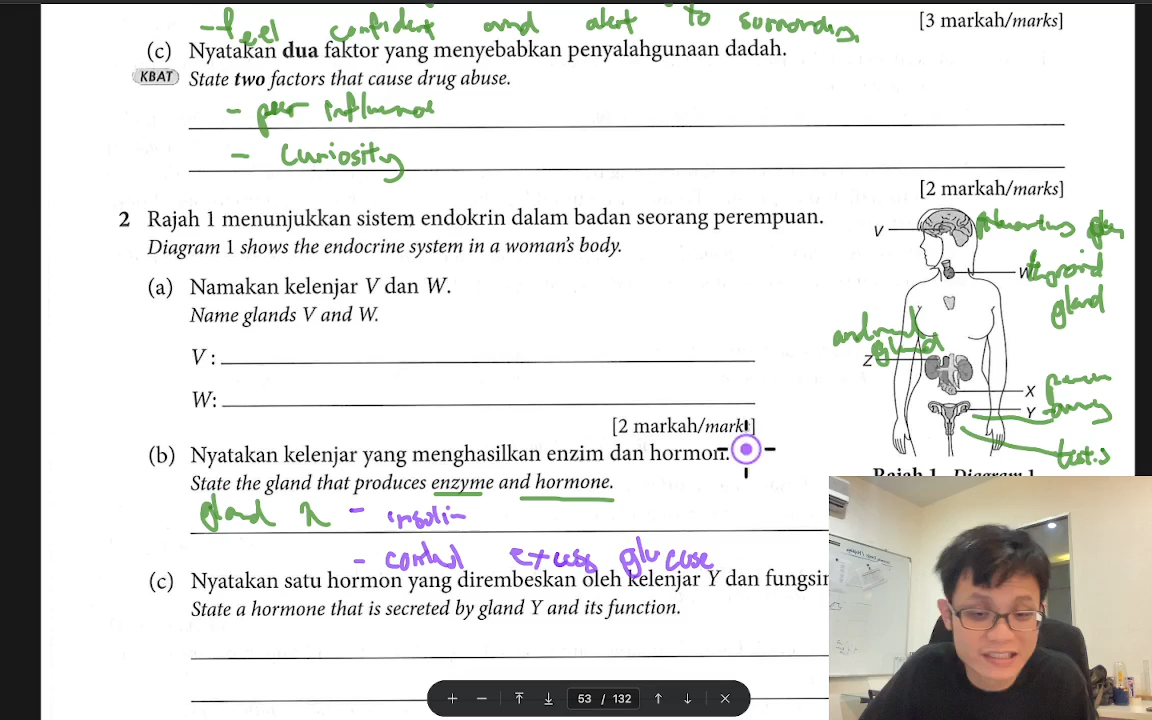 - feel confident and alert to surrounding
[3 markah/marks]
(c) Nyatakan dua faktor yang menyebabkan penyalahgunaan dadah.
KBAT State two factors that cause drug abuse.
- peer influence
- curiosity
[2 markah/marks]
2 Rajah 1 menunjukkan sistem endokrin dalam badan seorang perempuan.
Diagram 1 shows the endocrine system in a woman's body.
(a) Namakan kelenjar V dan W.
Name glands V and W.
V:
W:
[2 markah/marks]
V
W thyroid
gland
gland
Z
X
Y
testis
Rajah 1 Diagram 1
(b) Nyatakan kelenjar yang menghasilkan enzim dan hormon.
State the gland that produces enzyme and hormone.
gland X - insulin
- control excess glucose
(c) Nyatakan satu hormon yang dirembeskan oleh kelenjar Y dan
State a hormone that is secreted by gland Y and its function.
53 / 132